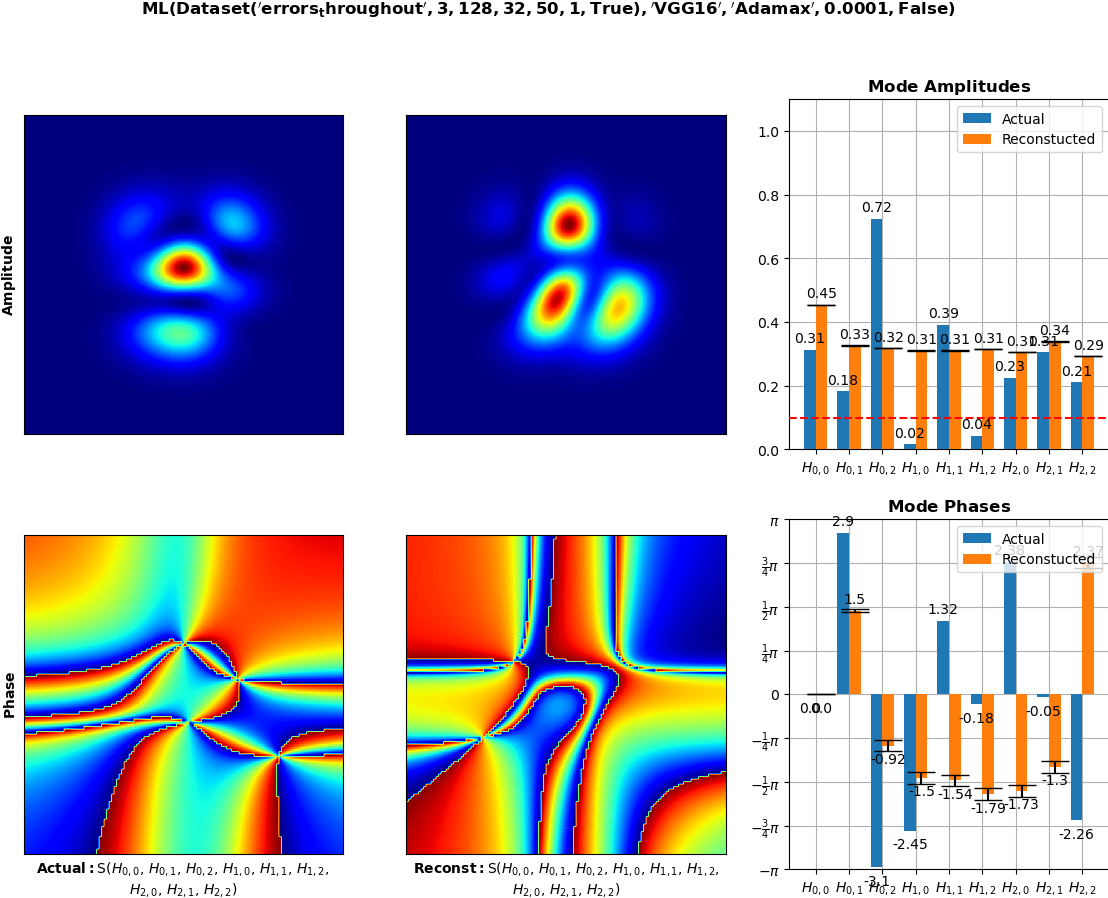 ML(Dataset('errors_throughout', 3, 128, 32, 50, 1, True), 'VGG16', 'Adamax', 0.0001, False)
Amplitude
Mode Amplitudes
Actual
Reconstucted
1.0
0.8
0.6
0.4
0.2
0.0
0.31 0.18 0.72 0.02 0.39 0.04 0.23 0.31 0.21
0.45 0.33 0.32 0.31 0.31 0.31 0.31 0.34 0.29
H0,0 H0,1 H0,2 H1,0 H1,1 H1,2 H2,0 H2,1 H2,2
Phase
Mode Phases
Actual
Reconstucted
π
3/4π
1/2π
1/4π
0
−1/4π
−1/2π
−3/4π
−π
0.0 2.9 -3.1 -2.45 1.32 -0.18 2.38 -0.05 -2.26
0.0 1.5 -0.92 -1.5 -1.54 -1.79 -1.73 -1.3 2.37
H0,0 H0,1 H0,2 H1,0 H1,1 H1,2 H2,0 H2,1 H2,2
Actual: S(H0,0, H0,1, H0,2, H1,0, H1,1, H1,2,
H2,0, H2,1, H2,2)
Reconst: S(H0,0, H0,1, H0,2, H1,0, H1,1, H1,2,
H2,0, H2,1, H2,2)